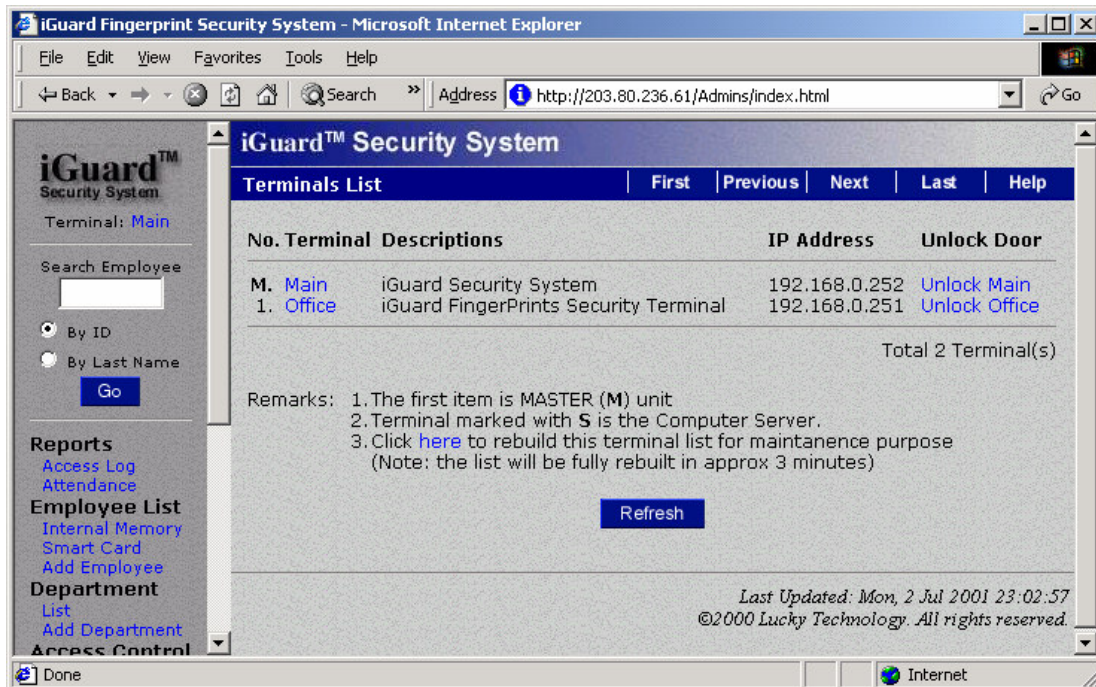 iGuard Fingerprint Security System - Microsoft Internet Explorer
File Edit View Favorites Tools Help
Back Search » Address http://203.80.236.61/Admins/index.html Go
iGuard™
Security System
Terminal: Main
Search Employee
By ID
By Last Name
Go
Reports
Access Log
Attendance
Employee List
Internal Memory
Smart Card
Add Employee
Department
List
Add Department
Access Control
iGuard™ Security System
Terminals List | First | Previous | Next | Last | Help
No. Terminal Descriptions IP Address Unlock Door
M. Main iGuard Security System 192.168.0.252 Unlock Main
1. Office iGuard FingerPrints Security Terminal 192.168.0.251 Unlock Office
Total 2 Terminal(s)
Remarks: 1. The first item is MASTER (M) unit
2. Terminal marked with S is the Computer Server.
3. Click here to rebuild this terminal list for maintanence purpose
(Note: the list will be fully rebuilt in approx 3 minutes)
Refresh
Last Updated: Mon, 2 Jul 2001 23:02:57
©2000 Lucky Technology. All rights reserved.
Done Internet